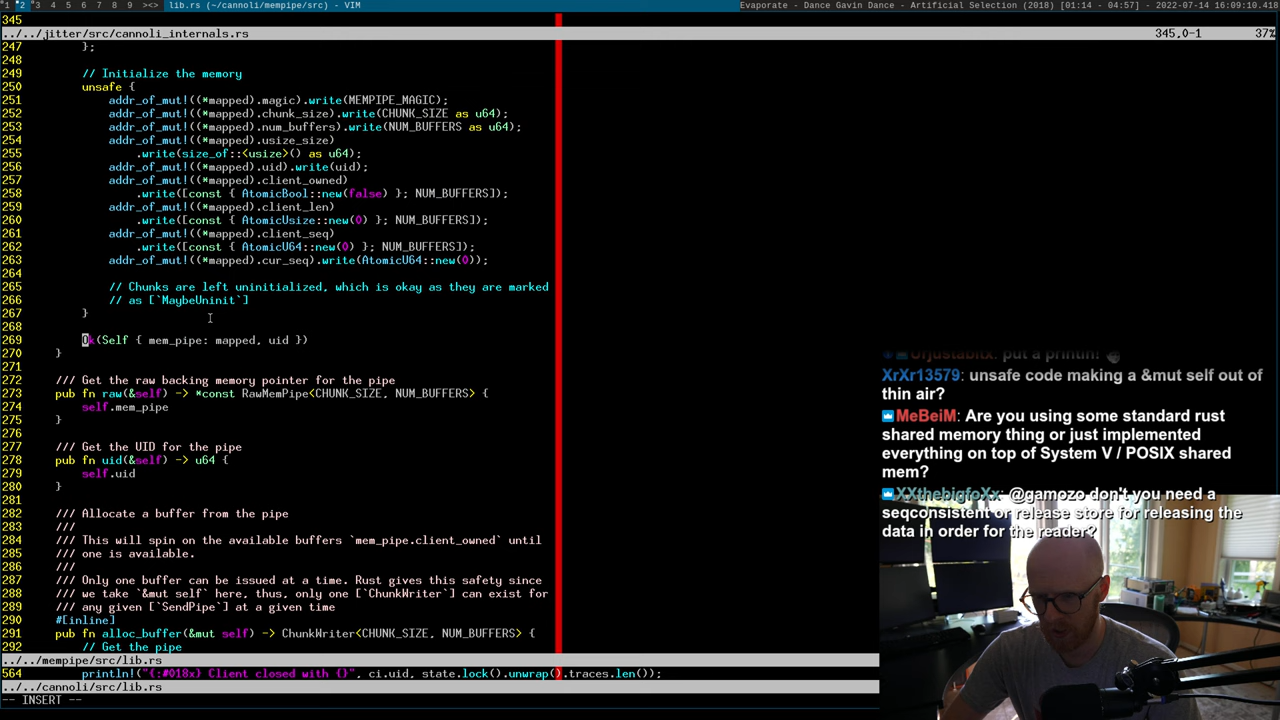 1 2 3 4 5 6 7 8 9 ><> lib.rs (~/cannoli/mempipe/src) - VIM Evaporate - Dance Gavin Dance - Artificial Selection (2018) [01:14 - 04:57] - 2022-07-14 16:09:10.418
345
../../jitter/src/cannoli_internals.rs 345,0-1 37%
247 };
248
249 // Initialize the memory
250 unsafe {
251 addr_of_mut!((*mapped).magic).write(MEMPIPE_MAGIC);
252 addr_of_mut!((*mapped).chunk_size).write(CHUNK_SIZE as u64);
253 addr_of_mut!((*mapped).num_buffers).write(NUM_BUFFERS as u64);
254 addr_of_mut!((*mapped).usize_size)
255 .write(size_of::<usize>() as u64);
256 addr_of_mut!((*mapped).uid).write(uid);
257 addr_of_mut!((*mapped).client_owned)
258 .write([const { AtomicBool::new(false) }; NUM_BUFFERS]);
259 addr_of_mut!((*mapped).client_len)
260 .write([const { AtomicUsize::new(0) }; NUM_BUFFERS]);
261 addr_of_mut!((*mapped).client_seq)
262 .write([const { AtomicU64::new(0) }; NUM_BUFFERS]);
263 addr_of_mut!((*mapped).cur_seq).write(AtomicU64::new(0));
264
265 // Chunks are left uninitialized, which is okay as they are marked
266 // as [`MaybeUninit`]
267 }
268
269 Ok(Self { mem_pipe: mapped, uid })
270 }
271
272 /// Get the raw backing memory pointer for the pipe
273 pub fn raw(&self) -> *const RawMemPipe<CHUNK_SIZE, NUM_BUFFERS> {
274 self.mem_pipe
275 }
276
277 /// Get the UID for the pipe
278 pub fn uid(&self) -> u64 {
279 self.uid
280 }
281
282 /// Allocate a buffer from the pipe
283 ///
284 /// This will spin on the available buffers `mem_pipe.client_owned` until
285 /// one is available.
286 ///
287 /// Only one buffer can be issued at a time. Rust gives this safety since
288 /// we take `&mut self` here, thus, only one [`ChunkWriter`] can exist for
289 /// any given [`SendPipe`] at a given time
290 #[inline]
291 pub fn alloc_buffer(&mut self) -> ChunkWriter<CHUNK_SIZE, NUM_BUFFERS> {
292 // Get the pipe
../../mempipe/src/lib.rs
564 println!("{:#018x} Client closed with {}", ci.uid, state.lock().unwrap().traces.len());
../../cannoli/src/lib.rs
-- INSERT --
put a println!
XrXr13579: unsafe code making a &mut self out of
thin air?
MeBeiM: Are you using some standard rust
shared memory thing or just implemented
everything on top of System V / POSIX shared
mem?
XXthebigfoXx: @gamozo don't you need a
seqconsistent or release store for releasing the
data in order for the reader?